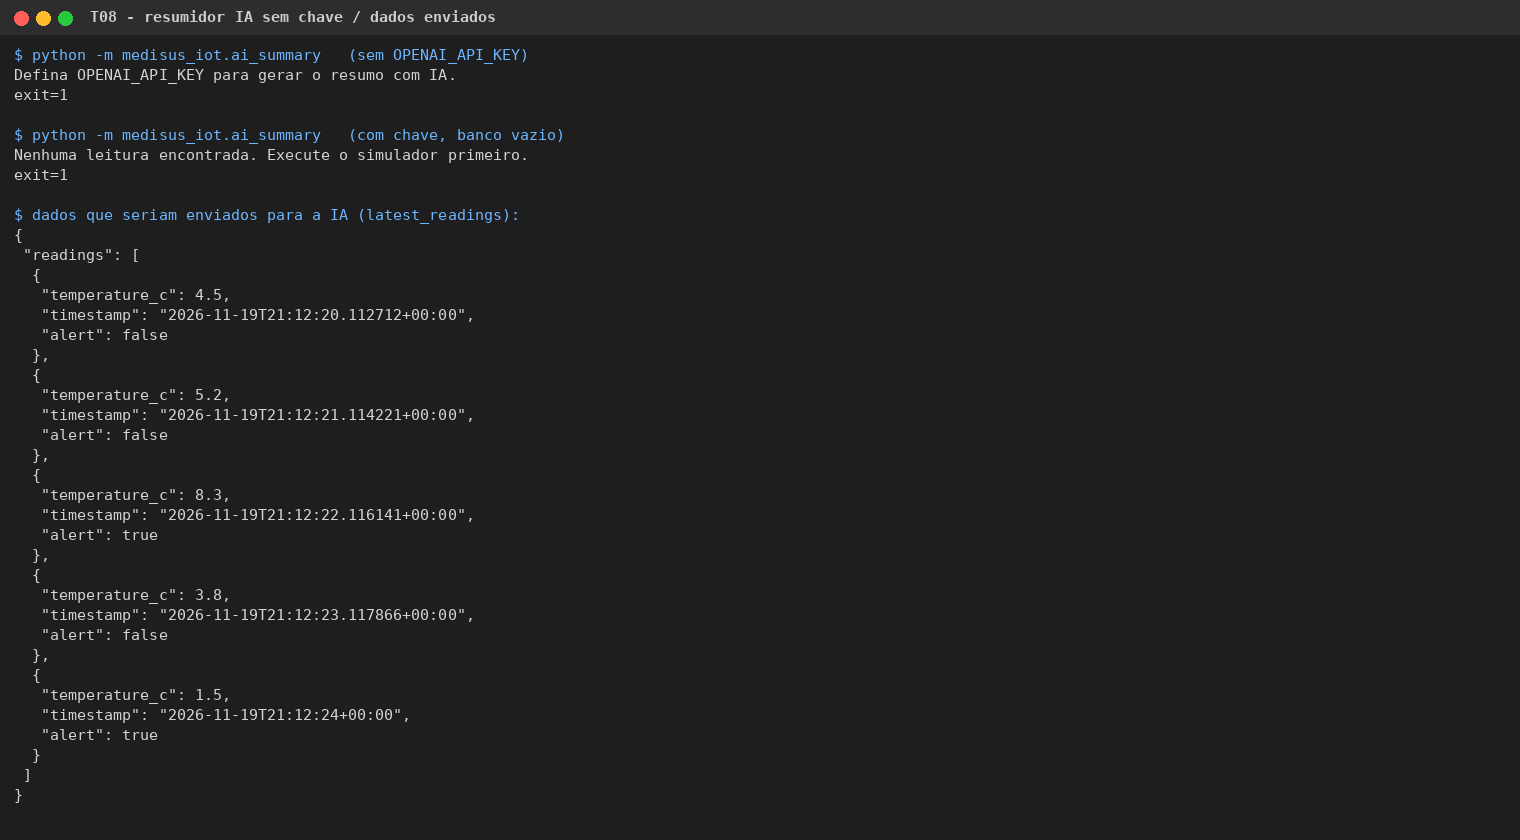 T08 - resumidor IA sem chave / dados enviados
$ python -m medisus_iot.ai_summary   (sem OPENAI_API_KEY)
Defina OPENAI_API_KEY para gerar o resumo com IA.
exit=1

$ python -m medisus_iot.ai_summary   (com chave, banco vazio)
Nenhuma leitura encontrada. Execute o simulador primeiro.
exit=1

$ dados que seriam enviados para a IA (latest_readings):
{
 "readings": [
  {
   "temperature_c": 4.5,
   "timestamp": "2026-11-19T21:12:20.112712+00:00",
   "alert": false
  },
  {
   "temperature_c": 5.2,
   "timestamp": "2026-11-19T21:12:21.114221+00:00",
   "alert": false
  },
  {
   "temperature_c": 8.3,
   "timestamp": "2026-11-19T21:12:22.116141+00:00",
   "alert": true
  },
  {
   "temperature_c": 3.8,
   "timestamp": "2026-11-19T21:12:23.117866+00:00",
   "alert": false
  },
  {
   "temperature_c": 1.5,
   "timestamp": "2026-11-19T21:12:24+00:00",
   "alert": true
  }
 ]
}